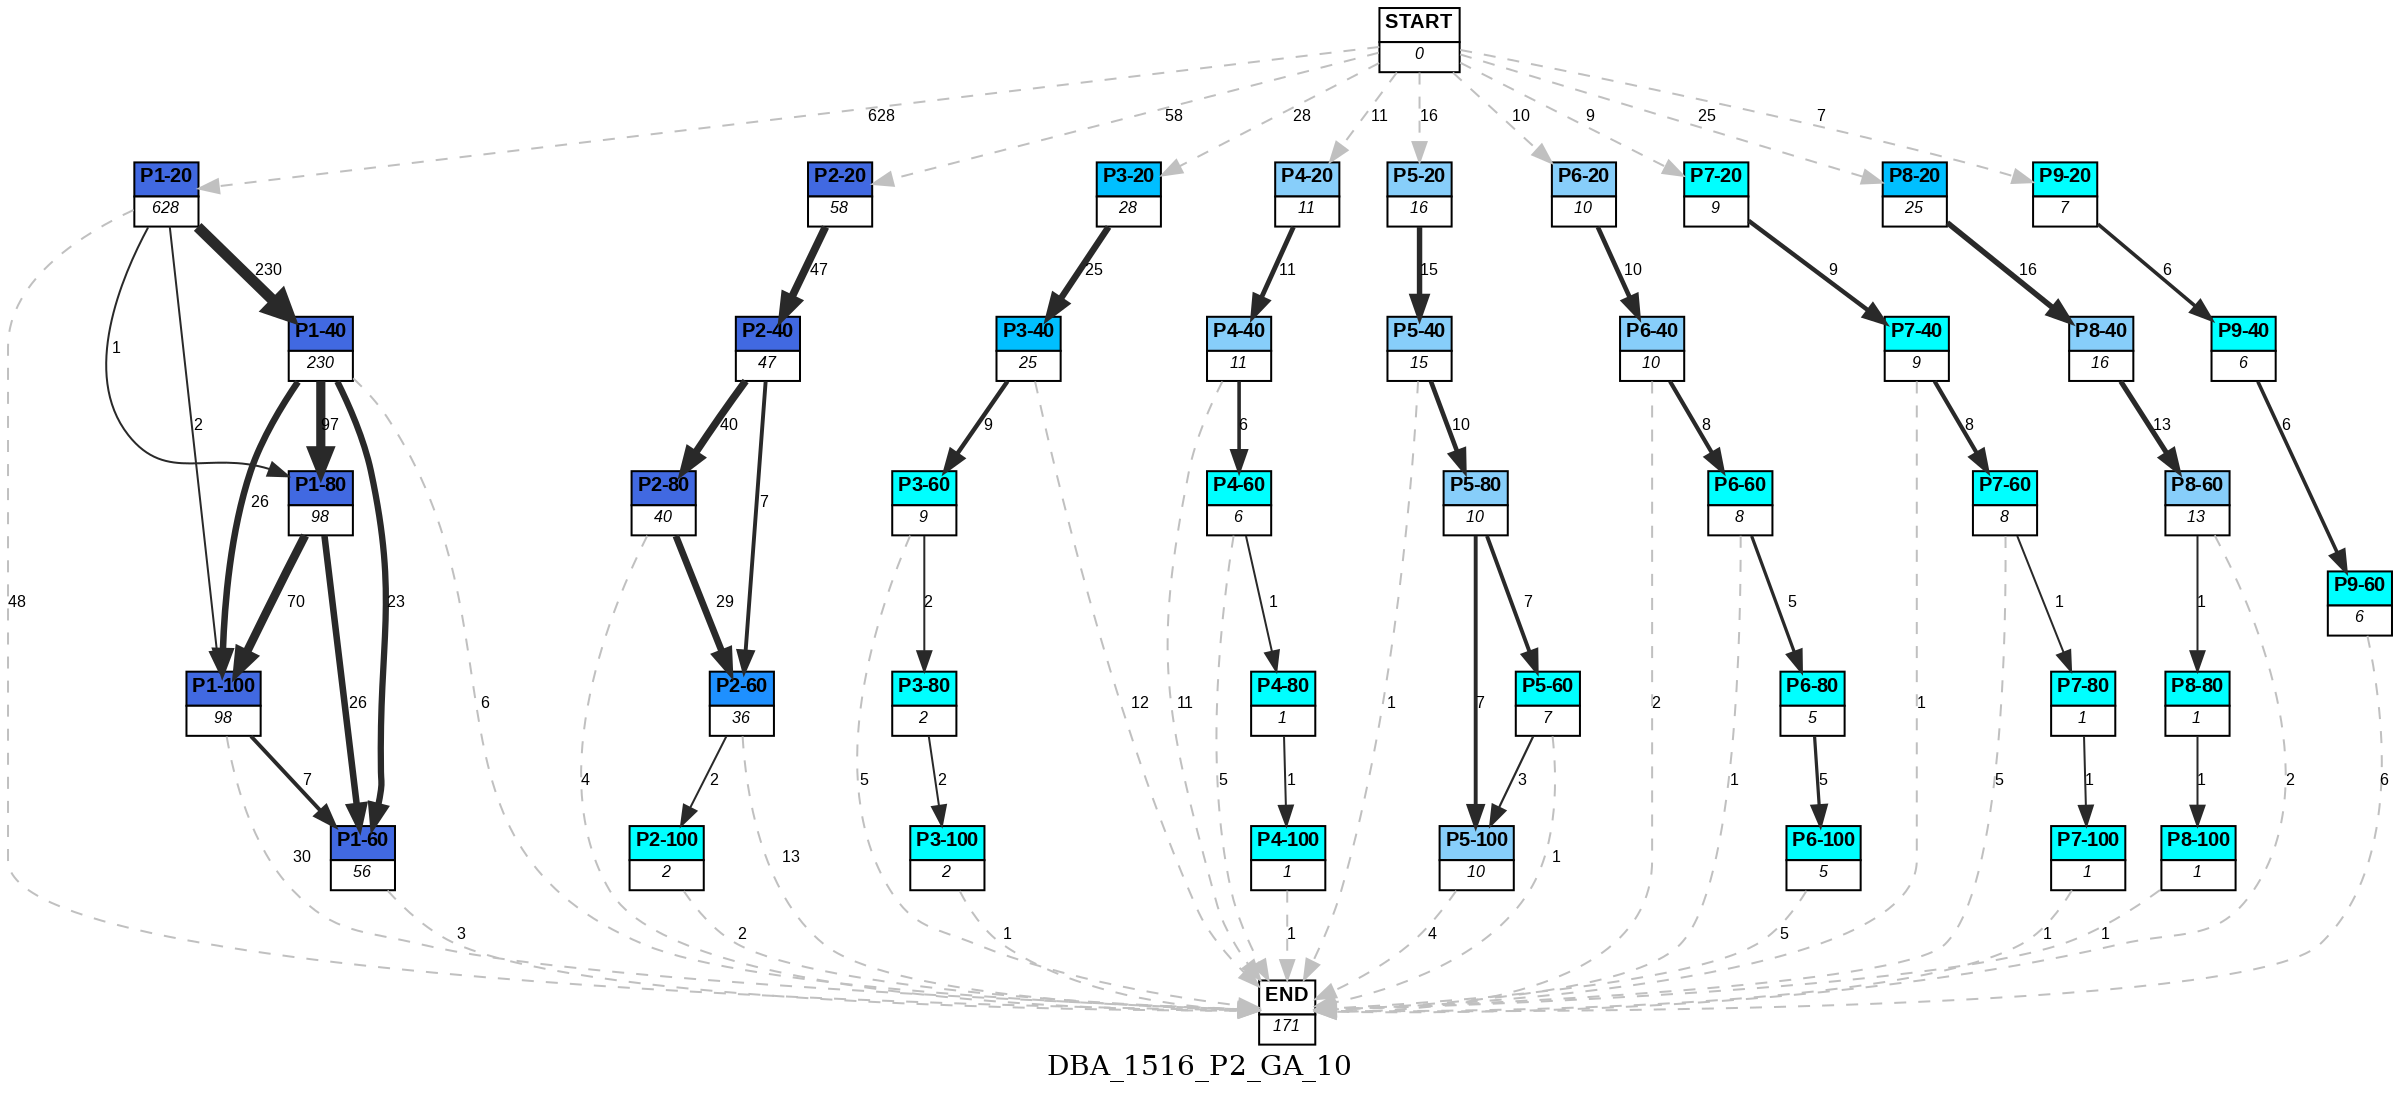 START
0
628
58
28
11
16
10
9
25
7
P1-20
628
P2-20
58
P3-20
28
P4-20
11
P5-20
16
P6-20
10
P7-20
9
P8-20
25
P9-20
7
230
47
25
11
15
10
9
16
6
1
P1-40
230
P2-40
47
P3-40
25
P4-40
11
P5-40
15
P6-40
10
P7-40
9
P8-40
16
P9-40
6
2
97
40
9
6
10
8
8
13
6
26
7
P1-80
98
P2-80
40
P3-60
9
P4-60
6
P5-80
10
P6-60
8
P7-60
8
P8-60
13
P9-60
6
48
70
23
29
2
1
7
5
1
1
26
6
4
12
11
1
7
2
1
P1-100
98
P2-60
36
P3-80
2
P4-80
1
P5-60
7
P6-80
5
P7-80
1
P8-80
1
7
2
5
2
5
1
3
1
5
5
1
1
2
6
P1-60
56
P2-100
2
P3-100
2
P4-100
1
P5-100
10
P6-100
5
P7-100
1
P8-100
1
30
13
1
3
2
1
1
4
5
1
1
END
171
DBA_1516_P2_GA_10